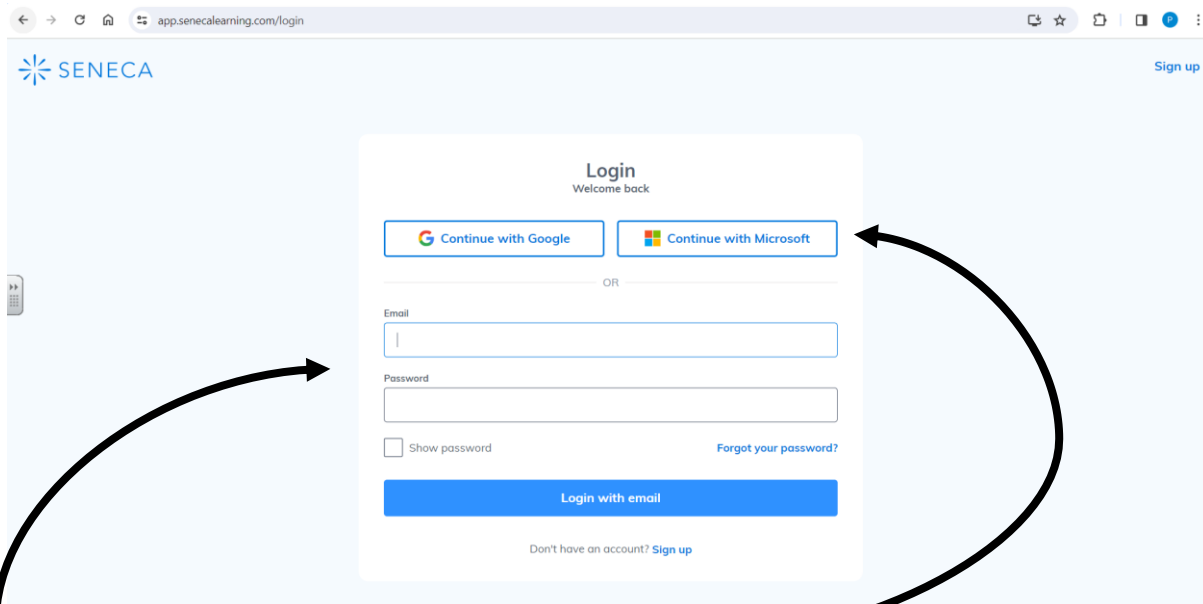 app.senecalearning.com/login
P
SENECA
Sign up
Login
Welcome back
Continue with Google
Continue with Microsoft
OR
Email
Password
Show password
Forgot your password?
Login with email
Don't have an account? Sign up